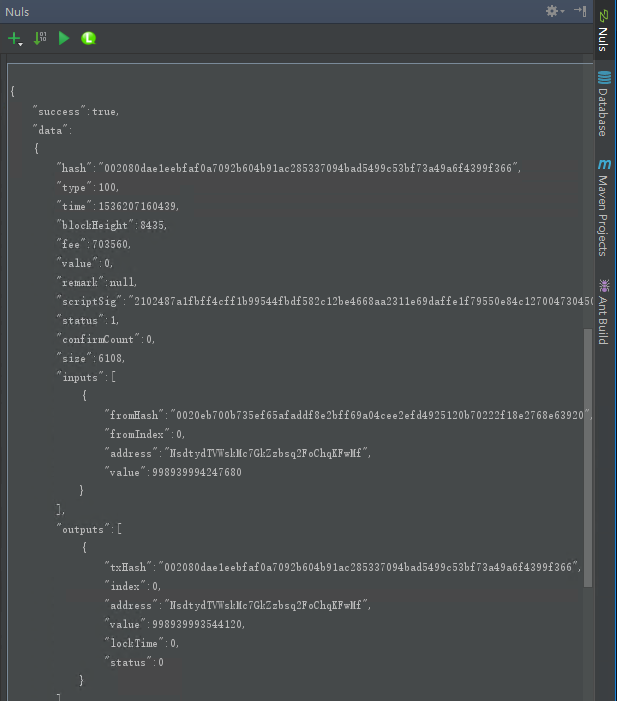 Nuls
{
"success":true,
"data":
{
"hash":"002080dae1eebfaf0a7092b604b91ac285337094bad5499c53bf73a49a6f4399f366",
"type":100,
"time":1536207160439,
"blockHeight":8435,
"fee":703560,
"value":0,
"remark":null,
"scriptSig":"2102487a1fbff4cff1b99544fbdf582c12be4668aa2311e69daffe1f79550e84c127004730450
"status":1,
"confirmCount":0,
"size":6108,
"inputs":[
{
"fromHash":"0020eb700b735ef65afaddf8e2bff69a04cee2efd4925120b70222f18e2768e63920",
"fromIndex":0,
"address":"NsdtydTVWskMc7GkZzbsq2FoChqKFwMf",
"value":998939994247680
}
],
"outputs":[
{
"txHash":"002080dae1eebfaf0a7092b604b91ac285337094bad5499c53bf73a49a6f4399f366",
"index":0,
"address":"NsdtydTVWskMc7GkZzbsq2FoChqKFwMf",
"value":998939993544120,
"lockTime":0,
"status":0
}
]
Nuls
Database
Maven Projects
Ant Build